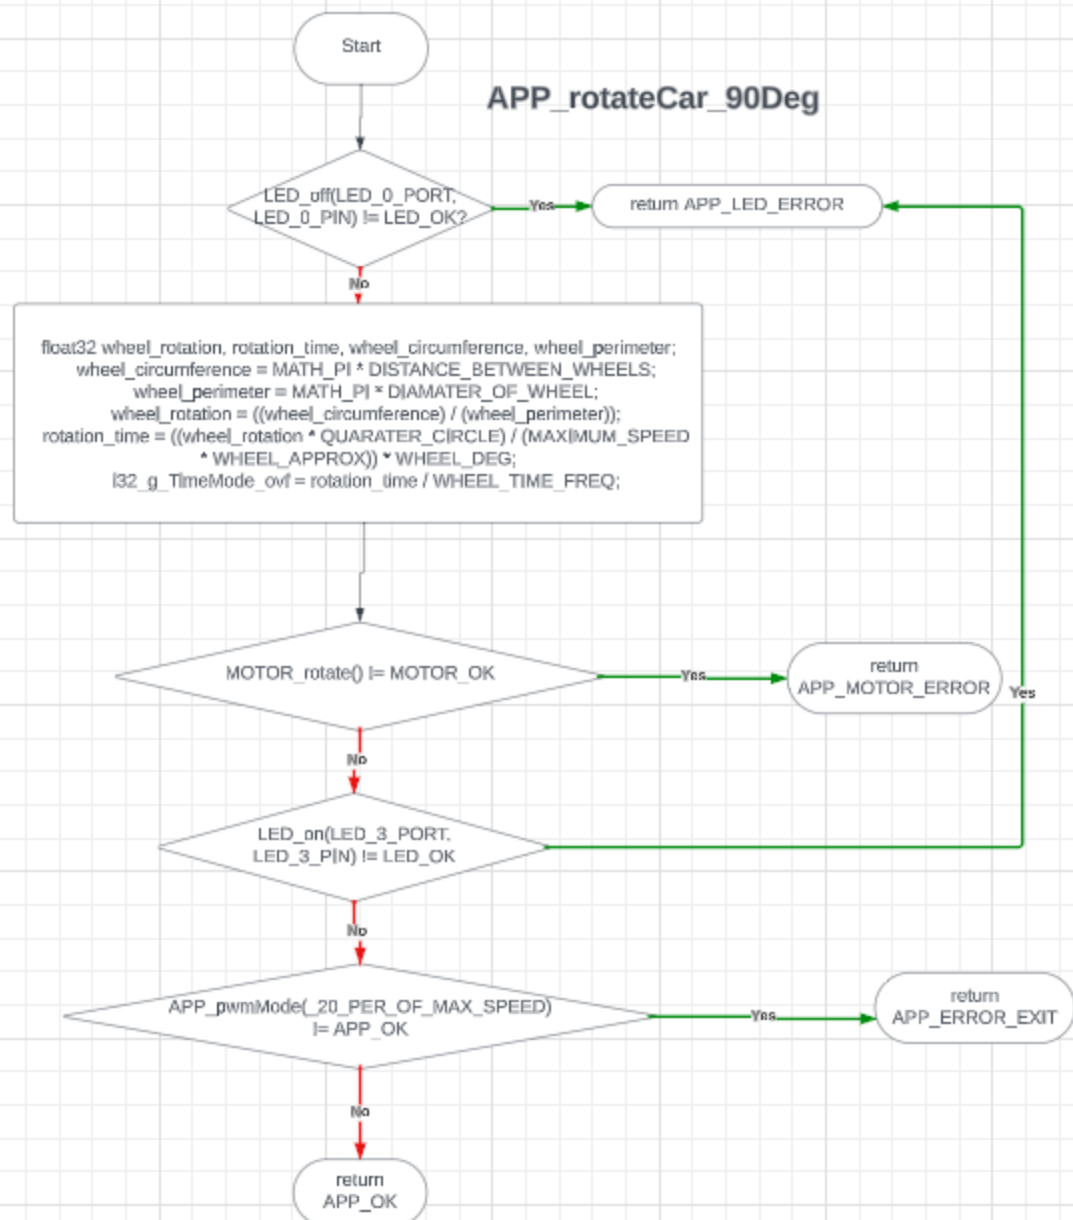 Start
APP_rotateCar_90Deg
LED_off(LED_0_PORT,
LED_0_PIN) != LED_OK?
Yes
return APP_LED_ERROR
No
float32 wheel_rotation, rotation_time, wheel_circumference, wheel_perimeter;
wheel_circumference = MATH_PI * DISTANCE_BETWEEN_WHEELS;
wheel_perimeter = MATH_PI * DIAMATER_OF_WHEEL;
wheel_rotation = ((wheel_circumference) / (wheel_perimeter));
rotation_time = ((wheel_rotation * QUARATER_CIRCLE) / (MAXIMUM_SPEED
* WHEEL_APPROX)) * WHEEL_DEG;
i32_g_TimeMode_ovf = rotation_time / WHEEL_TIME_FREQ;
MOTOR_rotate() != MOTOR_OK
Yes
return
APP_MOTOR_ERROR
Yes
No
LED_on(LED_3_PORT,
LED_3_PIN) != LED_OK
No
APP_pwmMode(_20_PER_OF_MAX_SPEED)
!= APP_OK
Yes
return
APP_ERROR_EXIT
No
return
APP_OK